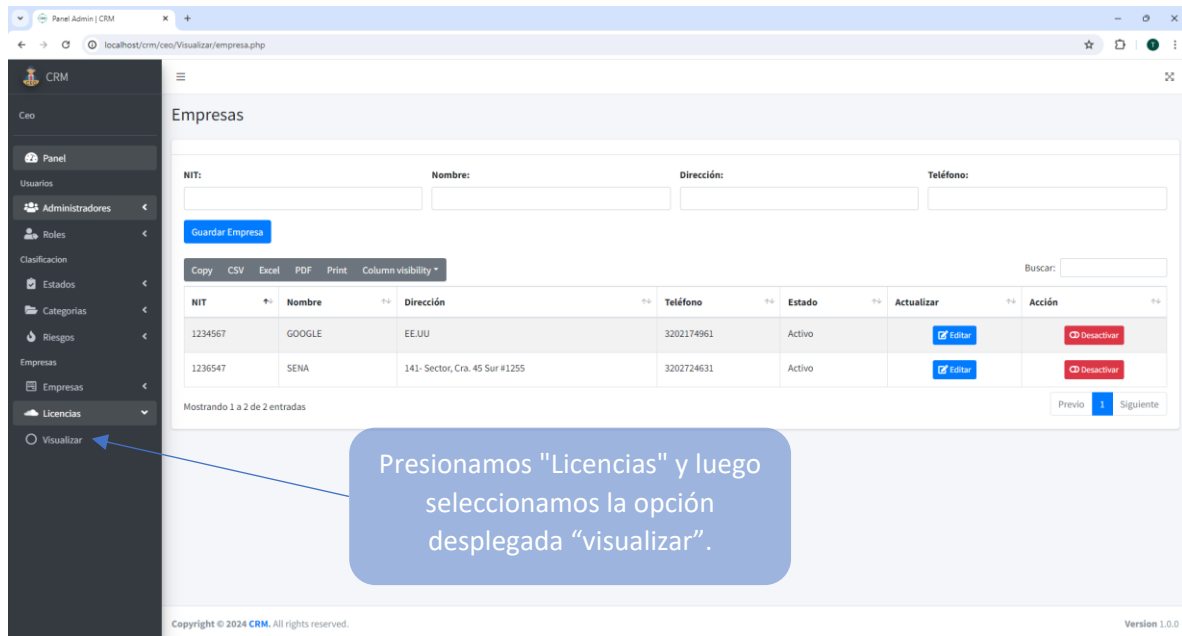 Panel Admin | CRM
localhost/crm/ceo/Visualizar/empresa.php
T
CRM
Ceo
Panel
Usuarios
Administradores
Roles
Clasificacion
Estados
Categorias
Riesgos
Empresas
Empresas
Licencias
Visualizar
Empresas
NIT: Nombre: Dirección: Teléfono:
Guardar Empresa
Copy CSV Excel PDF Print Column visibility
Buscar:
NIT Nombre Dirección Teléfono Estado Actualizar Acción
1234567 GOOGLE EE.UU 3202174961 Activo Editar Desactivar
1236547 SENA 141- Sector, Cra. 45 Sur #1255 3202724631 Activo Editar Desactivar
Mostrando 1 a 2 de 2 entradas
Previo 1 Siguiente
Presionamos "Licencias" y luego
seleccionamos la opción
desplegada “visualizar”.
Copyright © 2024 CRM. All rights reserved.
Version 1.0.0